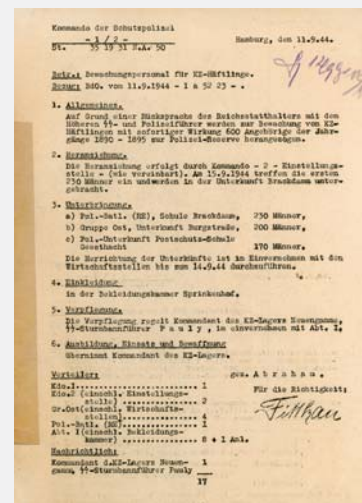 Kommando der Schutzpolizei
- 1 / 2 -
Hamburg, den 11.9.44.
St. 35 19 31 N.A. 50
Betr.: Bewachungspersonal für KZ-Häftlinge.
Bezug: BdO. vom 11.9.1944 - 1 a 52 23 - .
1. Allgemeines.
Auf Grund einer Rücksprache des Reichsstatthalters mit dem
Höheren ᛋᛋ- und Polizeiführer werden zur Bewachung von KZ-
Häftlingen mit sofortiger Wirkung 600 Angehörige der Jahr-
gänge 1890 - 1895 zur Polizei-Reserve herangezogen.
2. Heranziehung.
Die Heranziehung erfolgt durch Kommando - 2 - Einstellungs-
stelle - (wie vereinbart). Am 15.9.1944 treffen die ersten
250 Männer ein und werden in der Unterkunft Brackdamm unter-
gebracht.
3. Unterbringung.
a) Pol.-Batl. (RE), Schule Brackdamm, 230 Männer,
b) Gruppe Ost, Unterkunft Burgstraße, 200 Männer,
c) Pol.-Unterkunft Postschutz-Schule
Geesthacht 170 Männer.
Die Herrichtung der Unterkünfte ist im Einvernehmen mit den
Wirtschaftsstellen bis zum 14.9.44 durchzuführen.
4. Einkleidung
in der Bekleidungskammer Sprinkenhof.
5. Verpflegung.
Die Verpflegung regelt Kommandant des KZ-Lagers Neuengamme,
ᛋᛋ-Sturmbannführer P a u l y, im einvernehmen mit Abt. I,
6. Ausbildung, Einsatz und Bewaffnung
übernimmt Kommandant des KZ-Lagers.
Verteiler: gez. A b r a h a m.
Kdo.1 1
Kdo.2 (einschl. Einstellungs-
stelle) 2
Für die Richtigkeit:
Gr.Ost(einschl. Wirtschafts-
stellen) 4
Pol.-Batl. (RE) 1
Abt. I(einschl. Bekleidungs-
kammer) 8 + 1 Anl.
Nachrichtlich:
Kommandant d.KZ-Lagers Neuen- 1
gamme, ᛋᛋ-Sturmbannführer Pauly
17